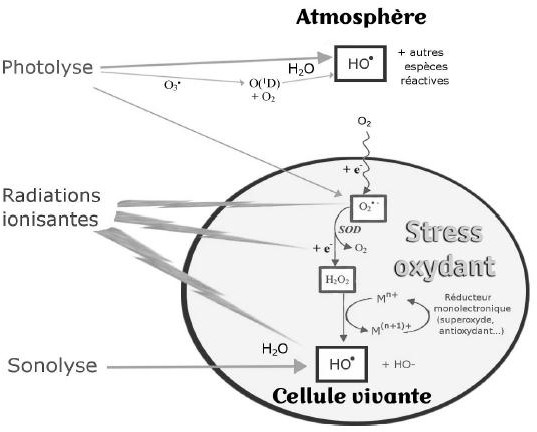 Atmosphère
Photolyse
H₂O
HO•
+ autres
espèces
réactives
O₃•
O(¹D)
+ O₂
O₂
+ e⁻
Radiations
ionisantes
O₂•⁻
SOD
+ e⁻
O₂
Stress
oxydant
H₂O₂
Mⁿ⁺
M⁽ⁿ⁺¹⁾⁺
Réducteur
monoelectronique
(superoxyde,
antioxydant...)
H₂O
Sonolyse
HO•
+ HO-
Cellule vivante